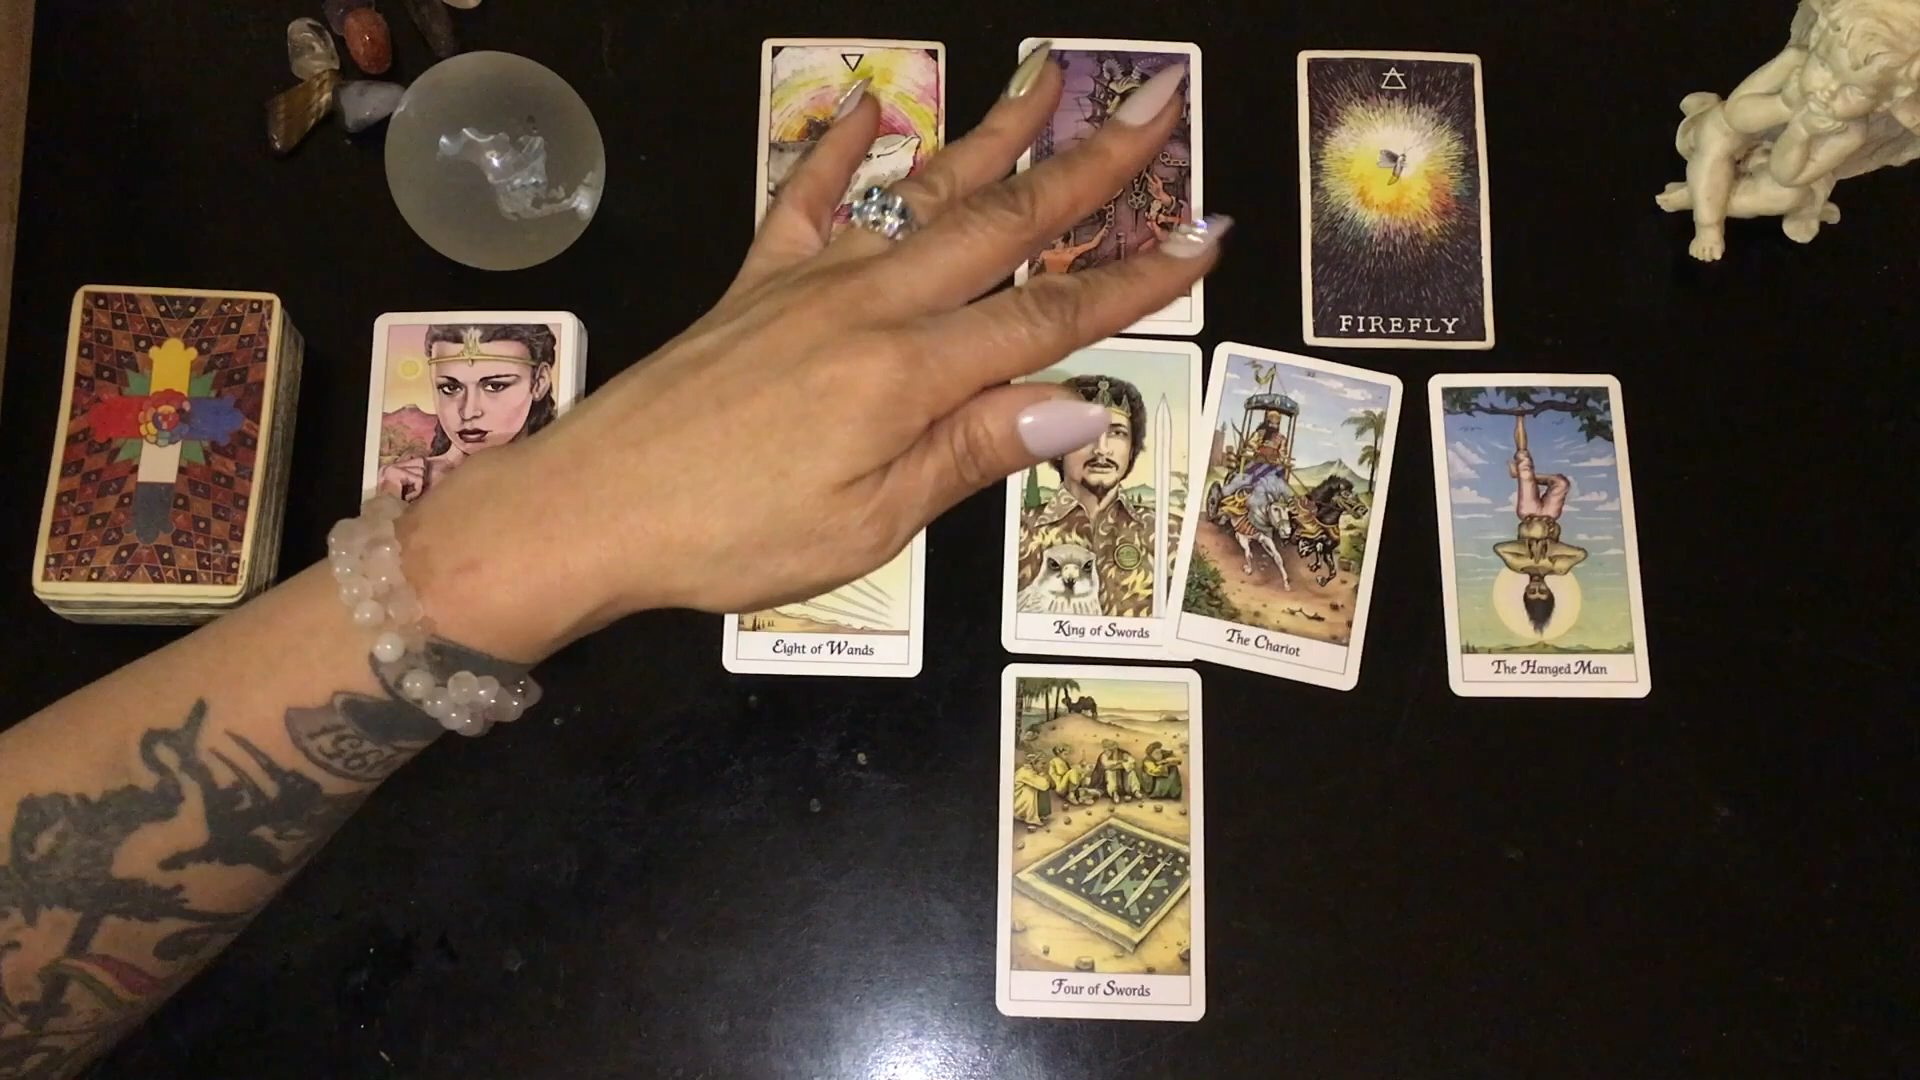 FIREFLY
Eight of Wands
King of Swords
The Chariot
The Hanged Man
Four of Swords